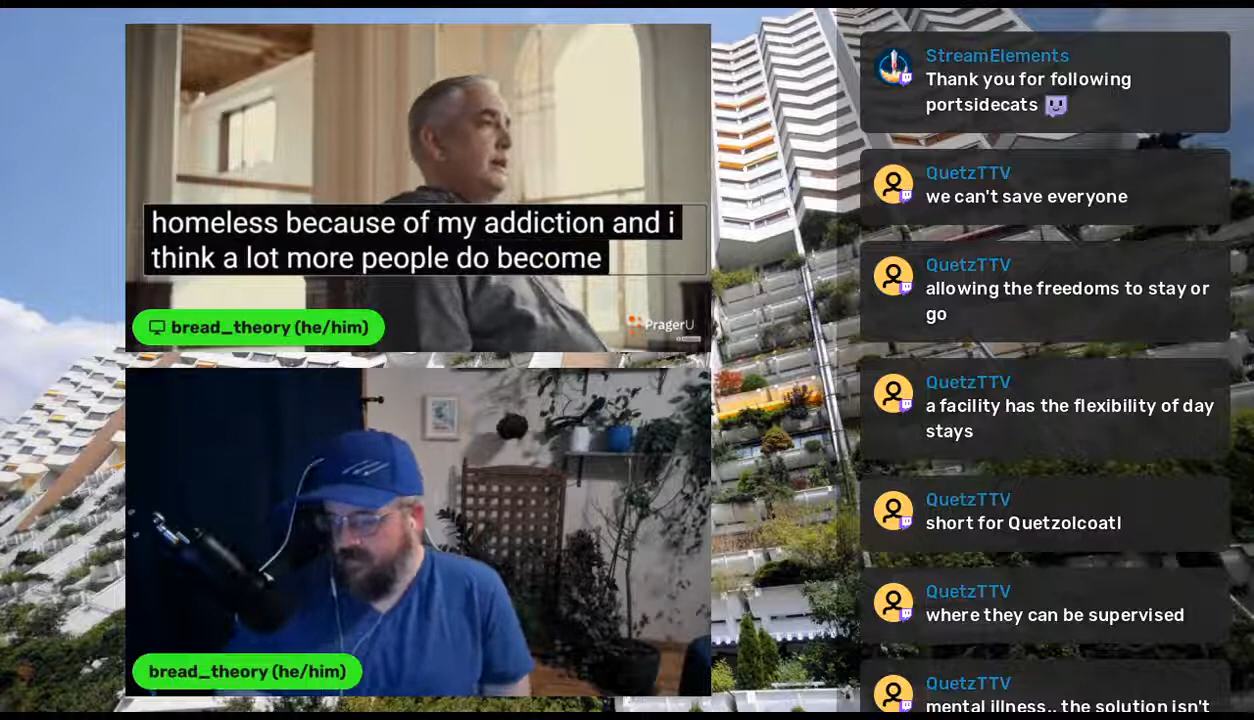 homeless because of my addiction and i
think a lot more people do become
PragerU
bread_theory (he/him)
bread_theory (he/him)
StreamElements
Thank you for following
portsidecats
QuetzTTV
we can't save everyone
QuetzTTV
allowing the freedoms to stay or
go
QuetzTTV
a facility has the flexibility of day
stays
QuetzTTV
short for Quetzolcoatl
QuetzTTV
where they can be supervised
QuetzTTV
mental illness.. the solution isn't